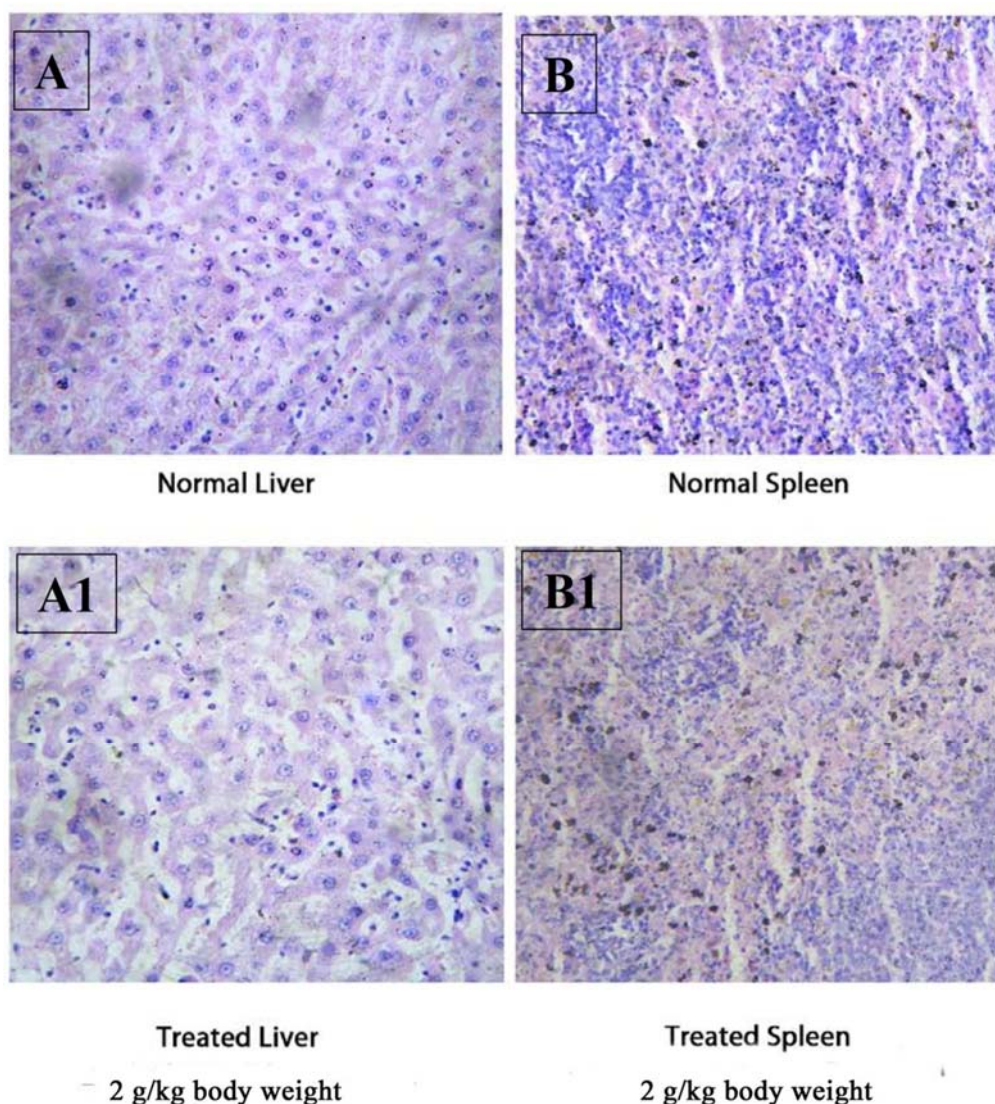 A
B
Normal Liver
Normal Spleen
A1
B1
Treated Liver
Treated Spleen
2 g/kg body weight
2 g/kg body weight